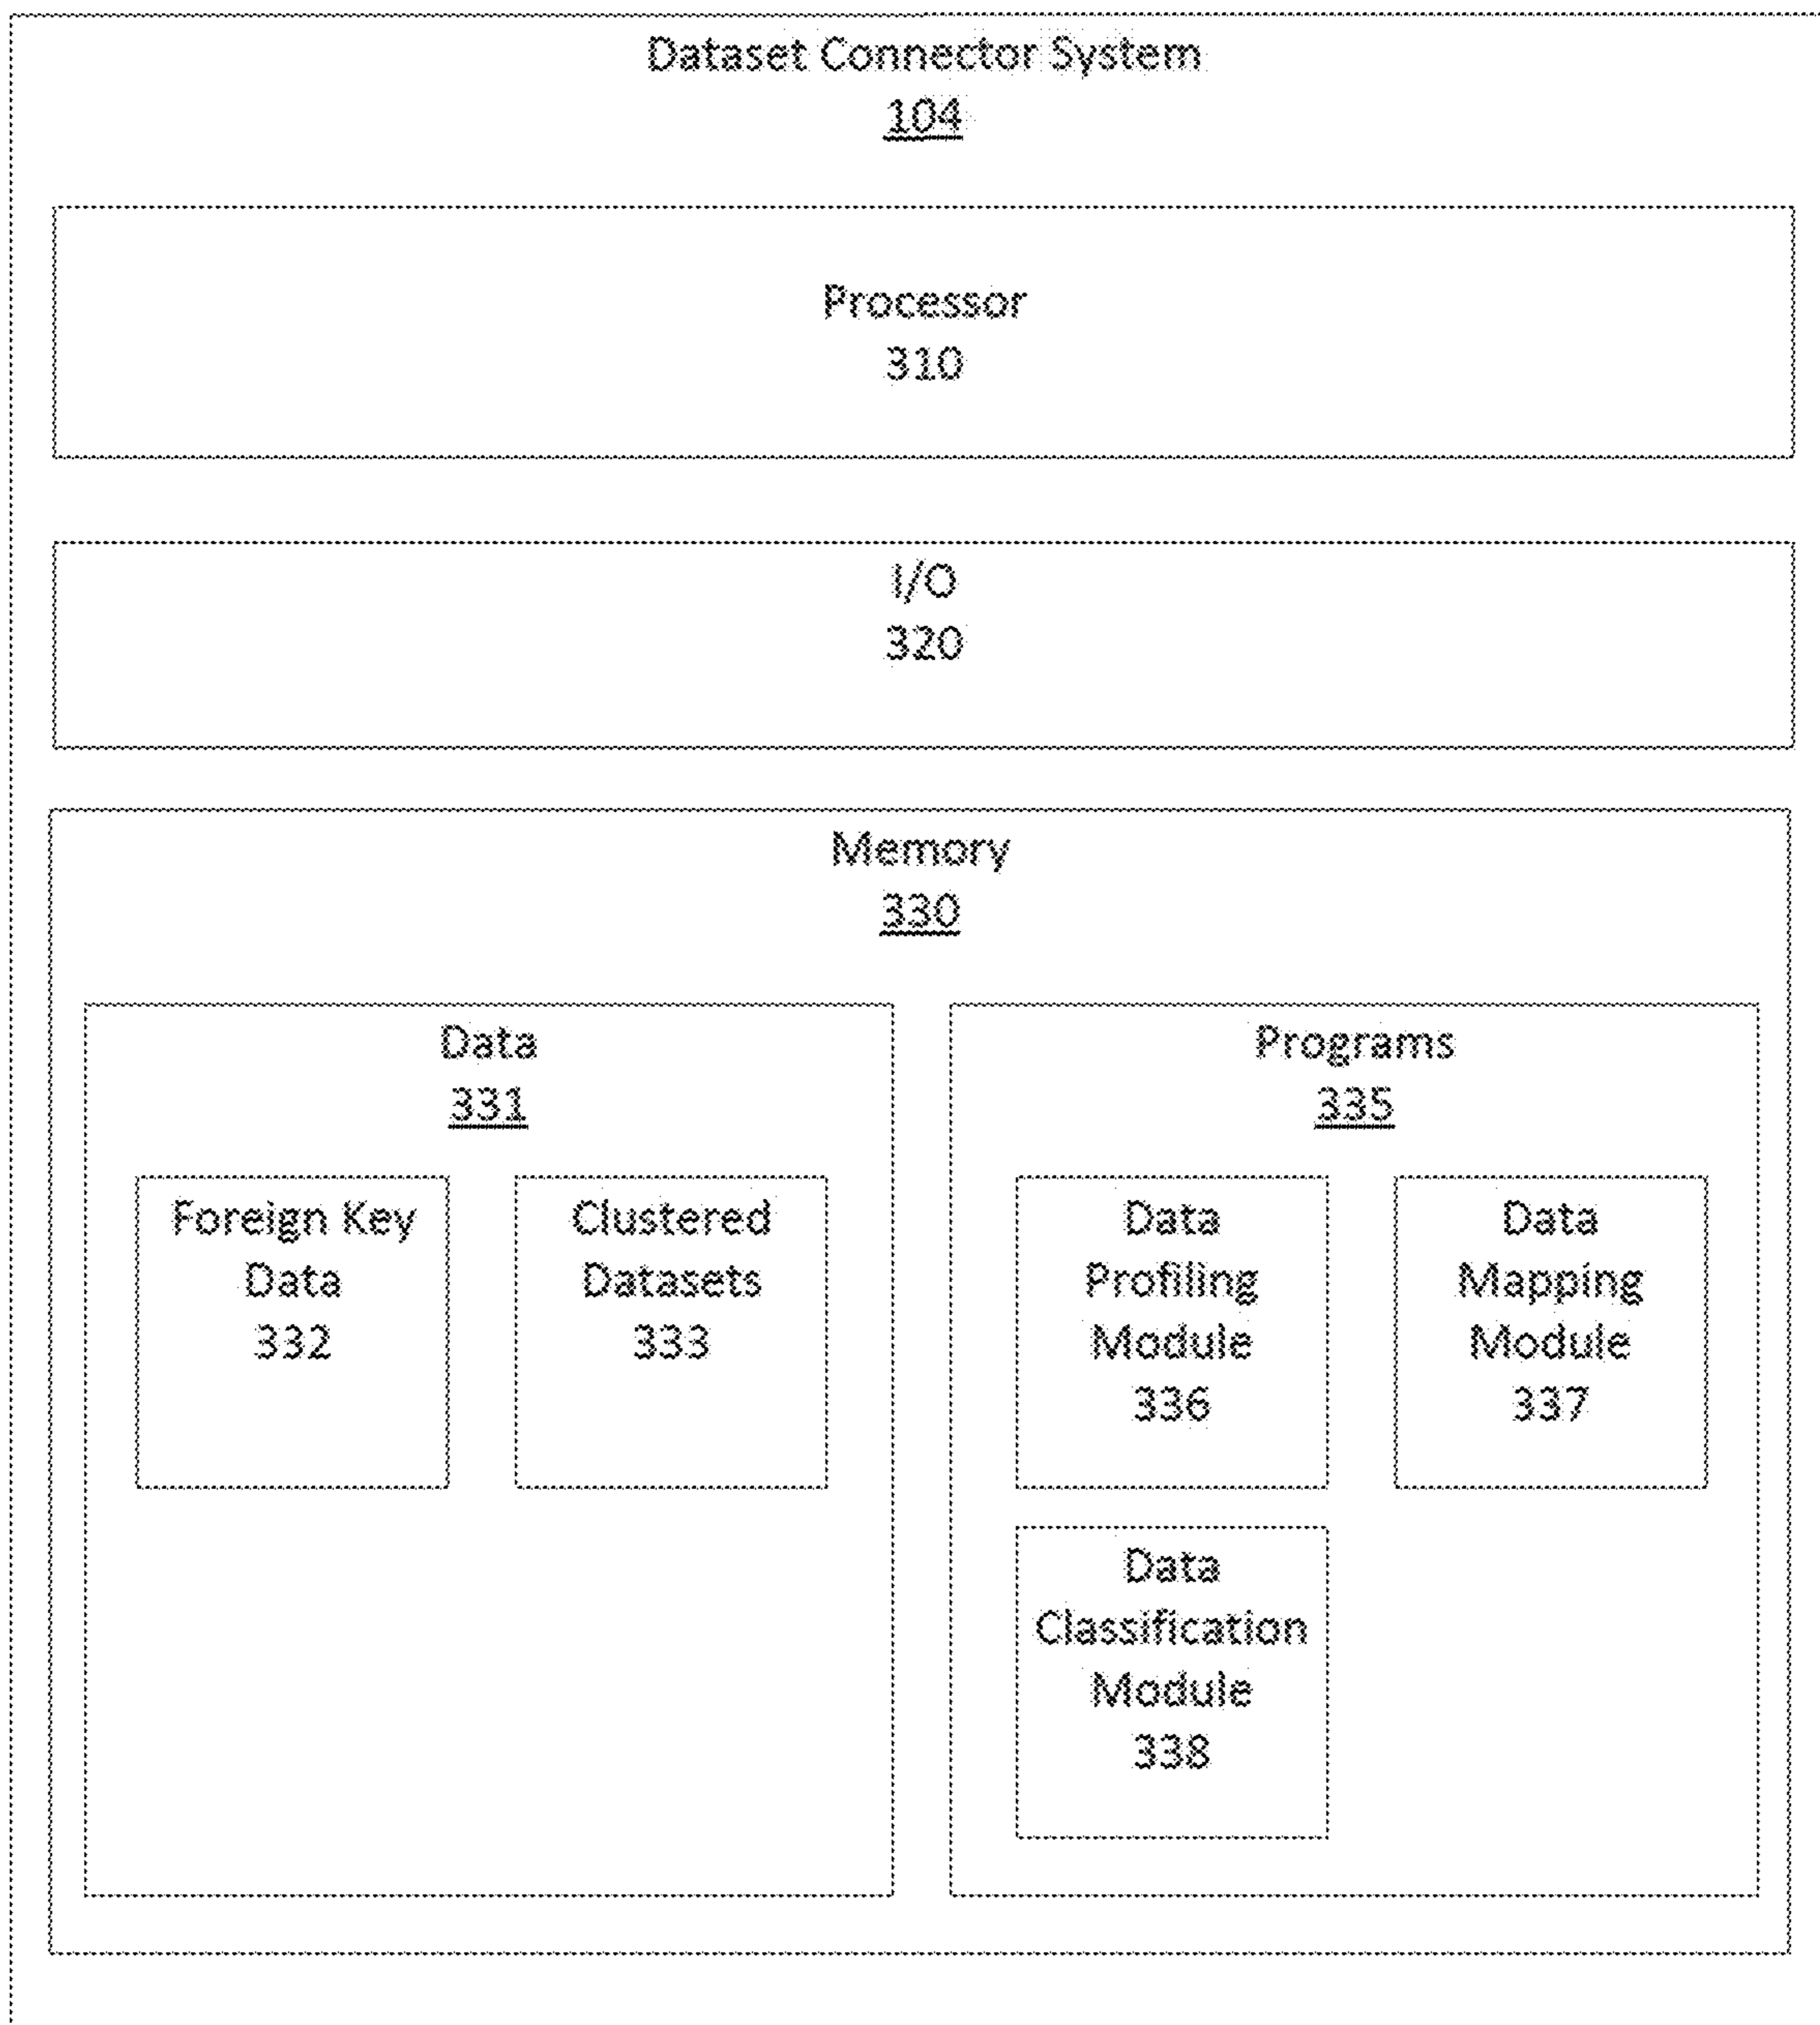 Dataset Connector System
104
Processor
310
I/O
320
Memory
330
Data
331
Foreign Key
Data
332
Clustered
Datasets
333
Programs
335
Data
Profiling
Module
336
Data
Mapping
Module
337
Data
Classification
Module
338